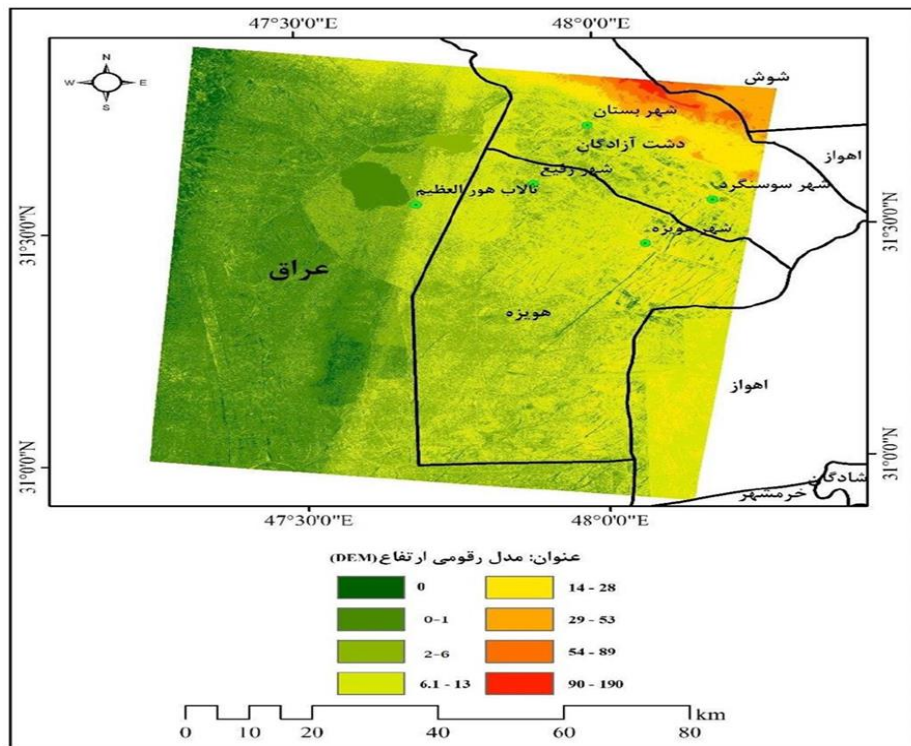 47°30'0"E 48°0'0"E
N
W E
S
شوش
شهر بستان
دشت آزادگان
اهواز
شهر رفیع
شهر سوسنگرد
تالاب هور العظیم
31°30'0"N 31°30'0"N
شهر هویزه
عراق
هویزه
اهواز
31°0'0"N 31°0'0"N
شادگان
خرمشهر
47°30'0"E 48°0'0"E
عنوان: مدل رقومی ارتفاع(DEM)
0 14 - 28
0-1 29 - 53
2-6 54 - 89
6.1 - 13 90 - 190
km
0 10 20 40 60 80